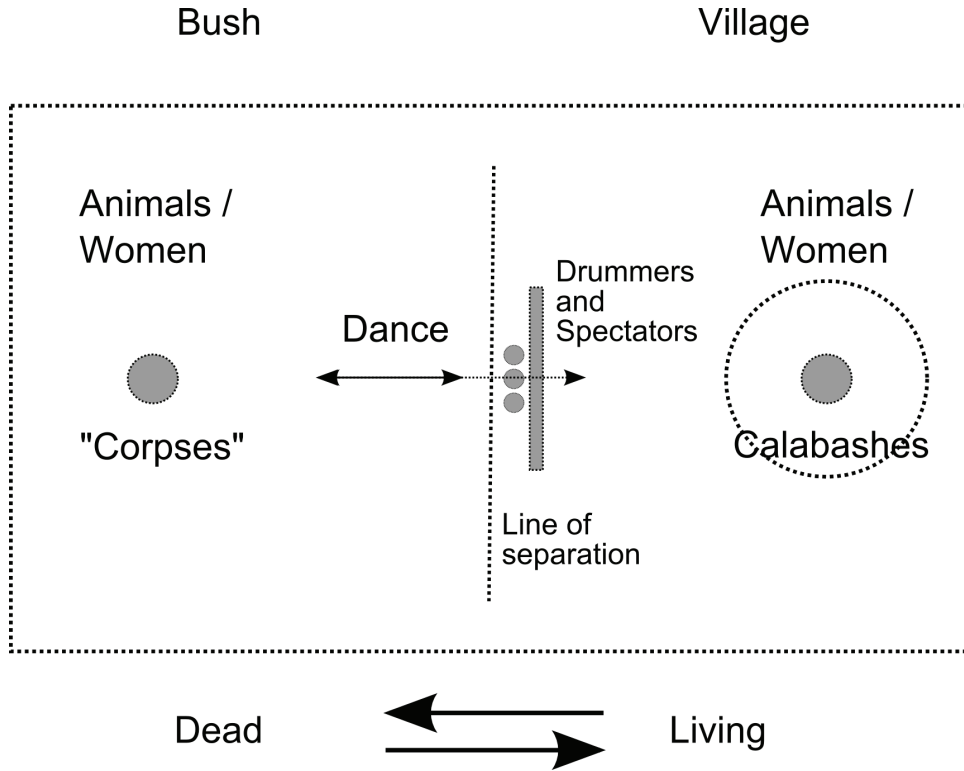 Bush
Village
Animals /
Women
Animals /
Women
Drummers
and
Spectators
Dance
"Corpses"
Calabashes
Line of
separation
Dead
Living